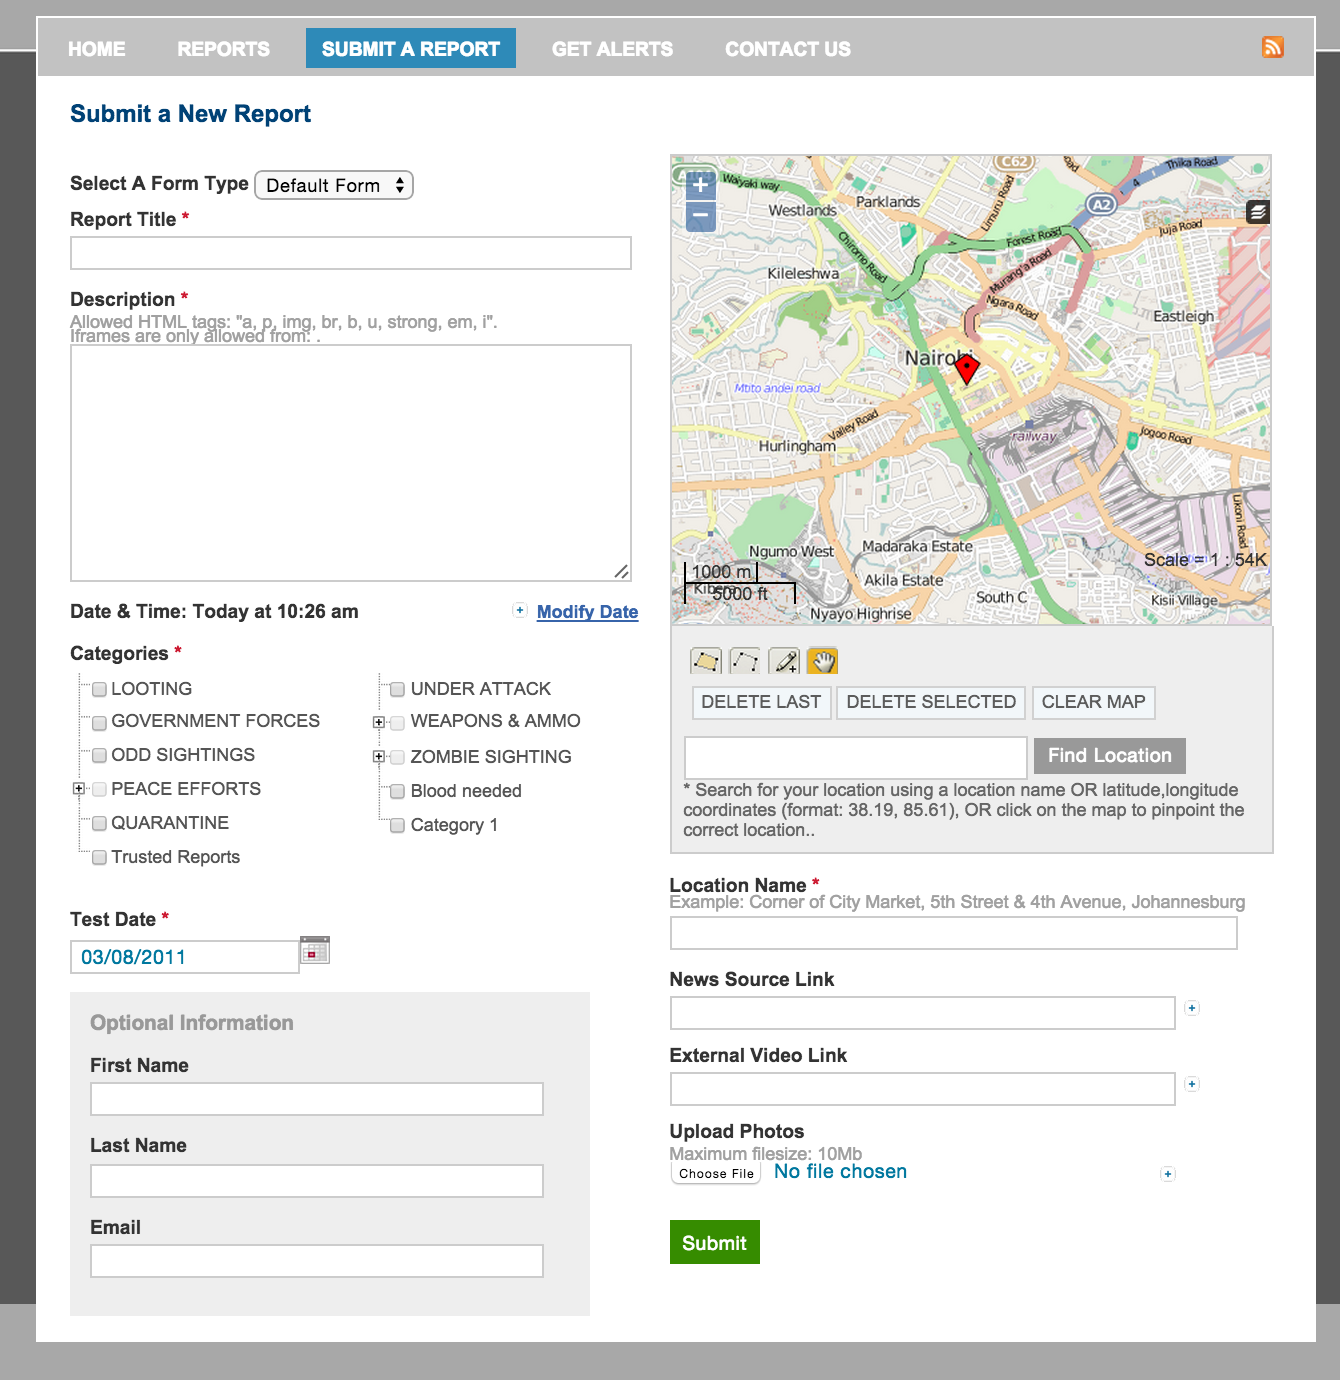 HOME REPORTS SUBMIT A REPORT GET ALERTS CONTACT US
Submit a New Report
Select A Form Type Default Form
Report Title *
Description *
Allowed HTML tags: "a, p, img, br, b, u, strong, em, i".
Iframes are only allowed from: .
Date & Time: Today at 10:26 am
Modify Date
Categories *
LOOTING
GOVERNMENT FORCES
ODD SIGHTINGS
PEACE EFFORTS
QUARANTINE
Trusted Reports
UNDER ATTACK
WEAPONS & AMMO
ZOMBIE SIGHTING
Blood needed
Category 1
Test Date *
03/08/2011
Optional Information
First Name
Last Name
Email
C62
Thika Road
Waiyaki way
+
−
Parklands
Westlands
Limuru Road
4
A2
Juja Road
Forest Road
Chiromo Road
Murang'a Road
Kileleshwa
Ngara Road
Eastleigh
Nairobi
Mtito andei road
Valley Road
Hurlingham
railway
Jogoo Road
Likoni Road
Ngumo West
Madaraka Estate
Scale = 1 : 54K
1000 m
Akila Estate
Kibera
5000 ft
South C
Kisii Village
Nyayo Highrise
DELETE LAST DELETE SELECTED CLEAR MAP
Find Location
* Search for your location using a location name OR latitude,longitude
coordinates (format: 38.19, 85.61), OR click on the map to pinpoint the
correct location..
Location Name *
Example: Corner of City Market, 5th Street & 4th Avenue, Johannesburg
News Source Link
External Video Link
Upload Photos
Maximum filesize: 10Mb
Choose File No file chosen
Submit